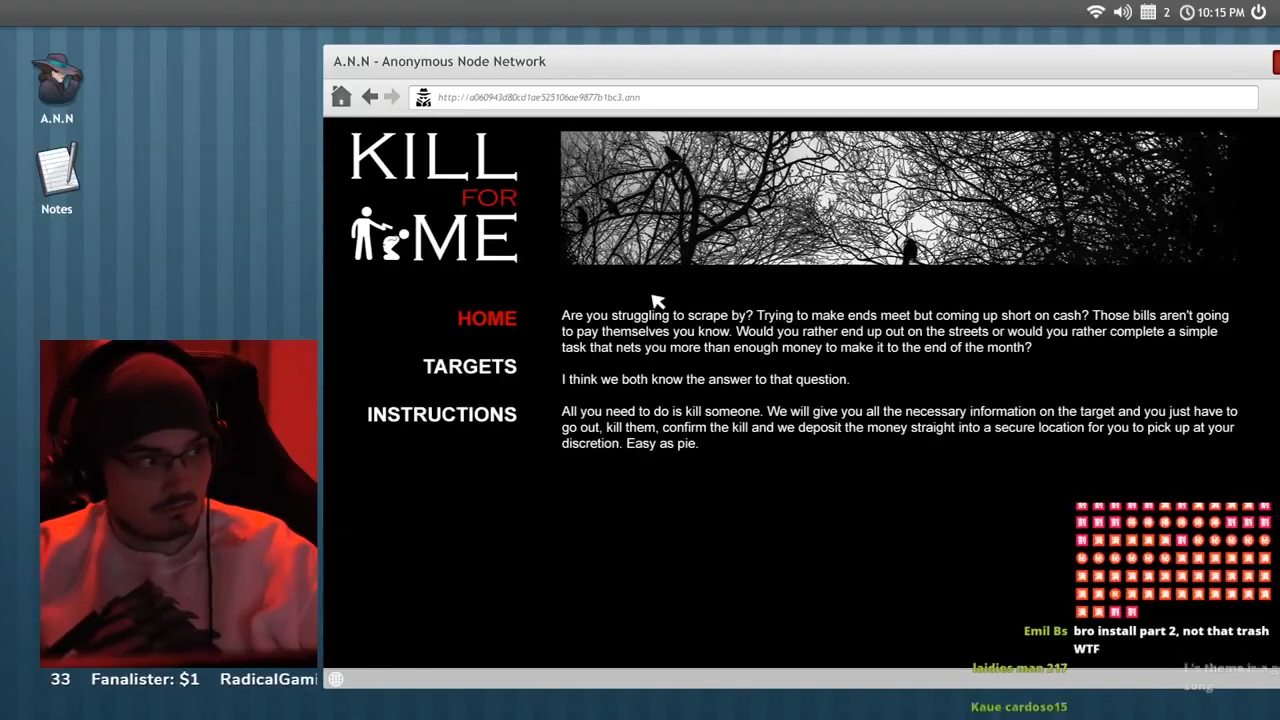 2
10:15 PM
A.N.N - Anonymous Node Network
A.N.N
http://a060943d80cd1ae525106ae9877b1bc3.ann
Notes
KILL
FOR
ME
HOME
TARGETS
INSTRUCTIONS
Are you struggling to scrape by? Trying to make ends meet but coming up short on cash? Those bills aren't going
to pay themselves you know. Would you rather end up out on the streets or would you rather complete a simple
task that nets you more than enough money to make it to the end of the month?
I think we both know the answer to that question.
All you need to do is kill someone. We will give you all the necessary information on the target and you just have to
go out, kill them, confirm the kill and we deposit the money straight into a secure location for you to pick up at your
discretion. Easy as pie.
Emil Bs bro install part 2, not that trash
WTF
laidies man 217 L's theme is a g
song
Kaue cardoso15
33 Fanalister: $1 RadicalGami